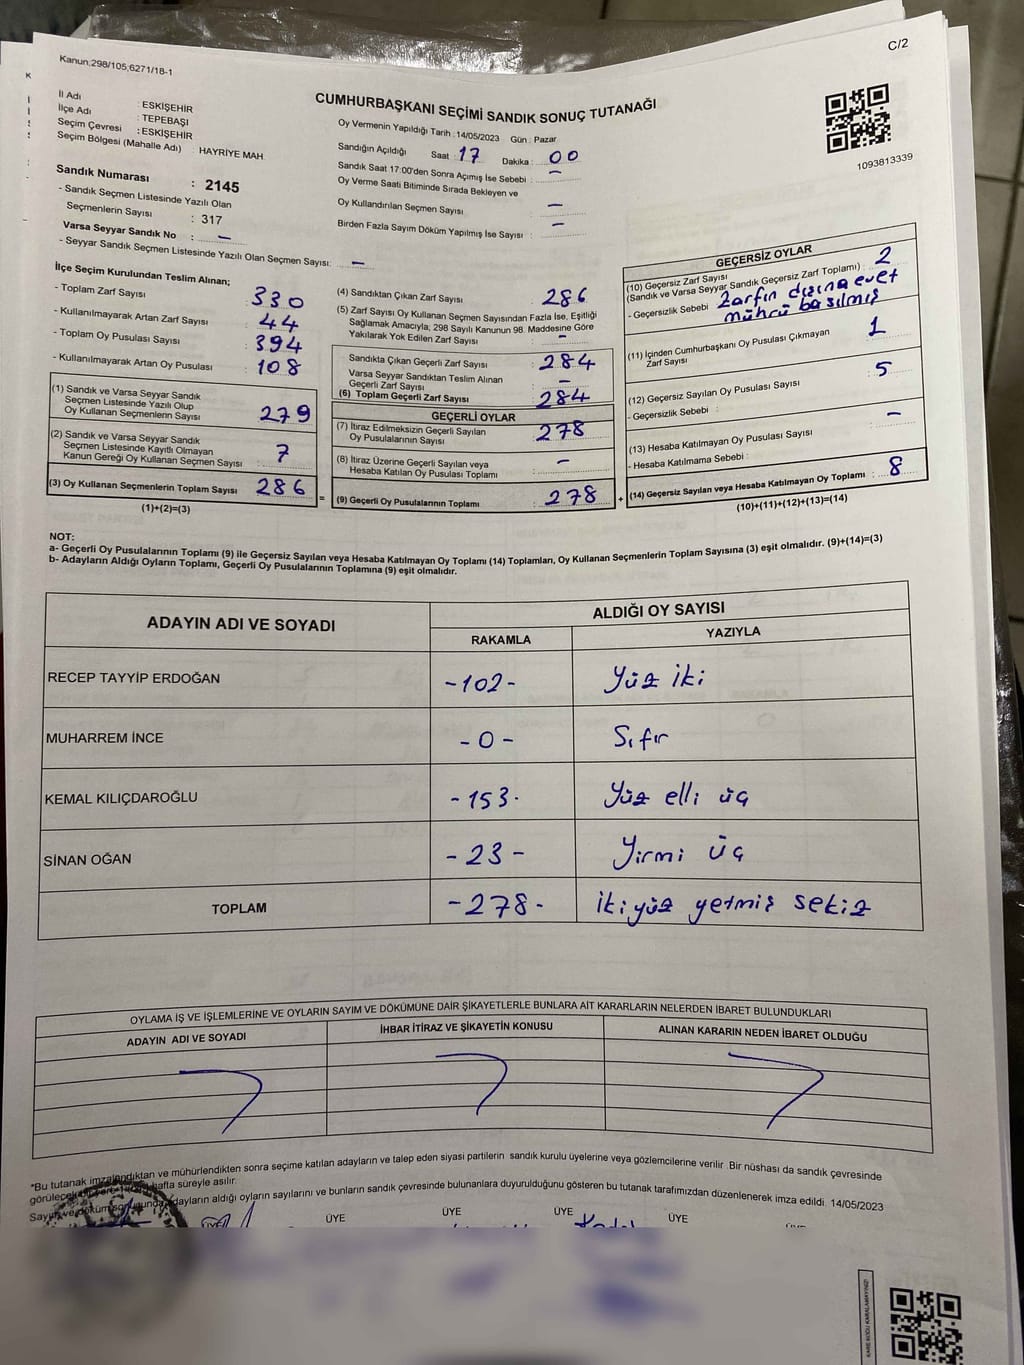 Kanun;298/105;6271/18-1
C/2
CUMHURBAŞKANI SEÇİMİ SANDIK SONUÇ TUTANAĞI
İl Adı : ESKİŞEHİR
İlçe Adı : TEPEBAŞI
Seçim Çevresi : ESKİŞEHİR
Seçim Bölgesi (Mahalle Adı) : HAYRİYE MAH
Sandık Numarası : 2145
- Sandık Seçmen Listesinde Yazılı Olan
Seçmenlerin Sayısı : 317
Varsa Seyyar Sandık No : –
- Seyyar Sandık Seçmen Listesinde Yazılı Olan Seçmen Sayısı: –
Oy Vermenin Yapıldığı Tarih : 14/05/2023 Gün : Pazar
Sandığın Açıldığı Saat : 17 Dakika : 00
Sandık Saat 17:00'den Sonra Açımış İse Sebebi : –
Oy Verme Saati Bitiminde Sırada Bekleyen ve
Oy Kullandırılan Seçmen Sayısı : –
Birden Fazla Sayım Döküm Yapılmış İse Sayısı : –
1093813339
İlçe Seçim Kurulundan Teslim Alınan;
- Toplam Zarf Sayısı : 330
- Kullanılmayarak Artan Zarf Sayısı : 44
- Toplam Oy Pusulası Sayısı : 394
- Kullanılmayarak Artan Oy Pusulası : 108
(1) Sandık ve Varsa Seyyar Sandık
Seçmen Listesinde Yazılı Olup
Oy Kullanan Seçmenlerin Sayısı : 279
(2) Sandık ve Varsa Seyyar Sandık
Seçmen Listesinde Kayıtlı Olmayan
Kanun Gereği Oy Kullanan Seçmen Sayısı : 7
(3) Oy Kullanan Seçmenlerin Toplam Sayısı : 286 =
(1)+(2)=(3)
(4) Sandıktan Çıkan Zarf Sayısı : 286
(5) Zarf Sayısı Oy Kullanan Seçmen Sayısından Fazla İse, Eşitliği
Sağlamak Amacıyla; 298 Sayılı Kanunun 98. Maddesine Göre
Yakılarak Yok Edilen Zarf Sayısı : –
Sandıkta Çıkan Geçerli Zarf Sayısı : 284
Varsa Seyyar Sandıktan Teslim Alınan
Geçerli Zarf Sayısı : –
(6) Toplam Geçerli Zarf Sayısı : 284
GEÇERLİ OYLAR
(7) İtiraz Edilmeksizin Geçerli Sayılan
Oy Pusulalarının Sayısı : 278
(8) İtiraz Üzerine Geçerli Sayılan veya
Hesaba Katılan Oy Pusulası Toplamı : –
(9) Geçerli Oy Pusulalarının Toplamı : 278 +
GEÇERSİZ OYLAR
(10) Geçersiz Zarf Sayısı
(Sandık ve Varsa Seyyar Sandık Geçersiz Zarf Toplamı) : 2
- Geçersizlik Sebebi : Zarfın dışına evet
mührü basılmış
(11) İçinden Cumhurbaşkanı Oy Pusulası Çıkmayan
Zarf Sayısı : 1
(12) Geçersiz Sayılan Oy Pusulası Sayısı : 5
- Geçersizlik Sebebi :
(13) Hesaba Katılmayan Oy Pusulası Sayısı : –
- Hesaba Katılmama Sebebi :
(14) Geçersiz Sayılan veya Hesaba Katılmayan Oy Toplamı : 8
(10)+(11)+(12)+(13)=(14)
NOT:
a- Geçerli Oy Pusulalarının Toplamı (9) ile Geçersiz Sayılan veya Hesaba Katılmayan Oy Toplamı (14) Toplamları, Oy Kullanan Seçmenlerin Toplam Sayısına (3) eşit olmalıdır. (9)+(14)=(3)
b- Adayların Aldığı Oyların Toplamı, Geçerli Oy Pusulalarının Toplamına (9) eşit olmalıdır.
ADAYIN ADI VE SOYADI ALDIĞI OY SAYISI
RAKAMLA YAZIYLA
RECEP TAYYİP ERDOĞAN -102- Yüz iki
MUHARREM İNCE -0- Sıfır
KEMAL KILIÇDAROĞLU -153- Yüz elli üç
SİNAN OĞAN -23- Yirmi üç
TOPLAM -278- İkiyüz yetmiş sekiz
OYLAMA İŞ VE İŞLEMLERİNE VE OYLARIN SAYIM VE DÖKÜMÜNE DAİR ŞİKAYETLERLE BUNLARA AİT KARARLARIN NELERDEN İBARET BULUNDUKLARI
ADAYIN ADI VE SOYADI İHBAR İTİRAZ VE ŞİKAYETİN KONUSU ALINAN KARARIN NEDEN İBARET OLDUĞU
*Bu tutanak imzalandıktan ve mühürlendikten sonra seçime katılan adayların ve talep eden siyasi partilerin sandık kurulu üyelerine veya gözlemcilerine verilir. Bir nüshası da sandık çevresinde
hafta süreyle asılır.
adayların aldığı oyların sayılarını ve bunların sandık çevresinde bulunanlara duyurulduğunu gösteren bu tutanak tarafımızdan düzenlenerek imza edildi. 14/05/2023
ÜYE ÜYE ÜYE ÜYE ÜYE